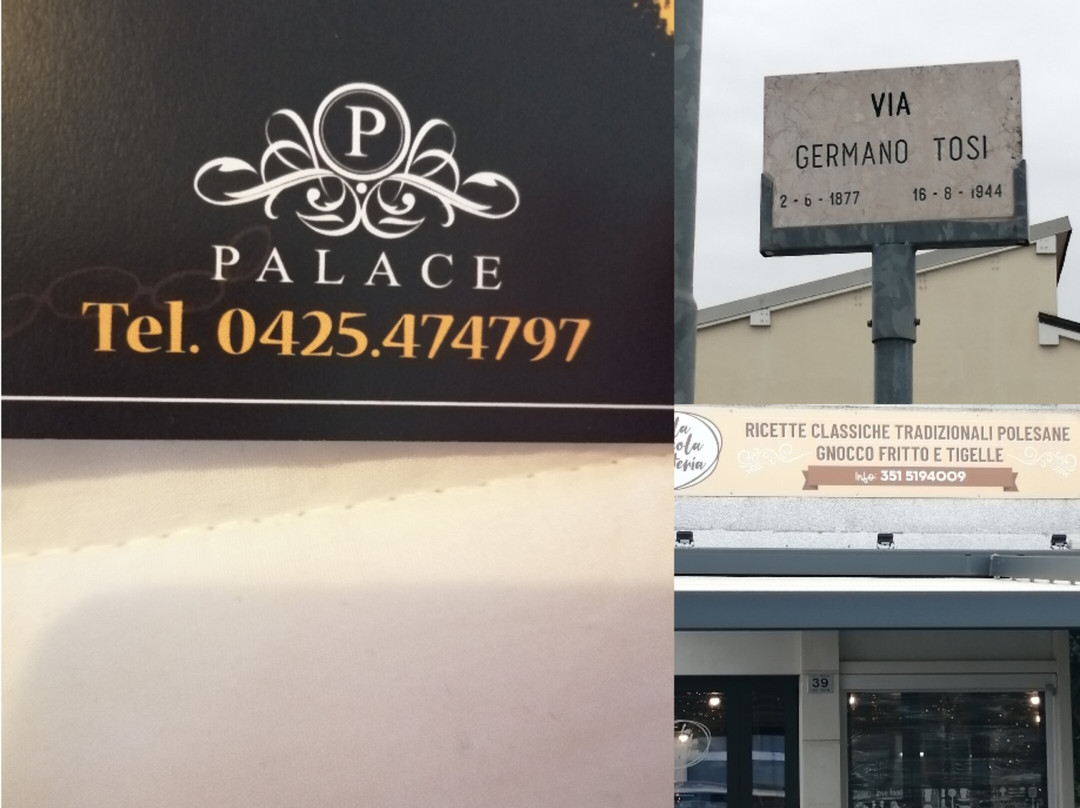 P
PALACE
Tel. 0425.474797
VIA
GERMANO TOSI
2-6-1877 16-8-1944
RICETTE CLASSICHE TRADIZIONALI POLESANE
GNOCCO FRITTO E TIGELLE
Info: 351 5194009
39